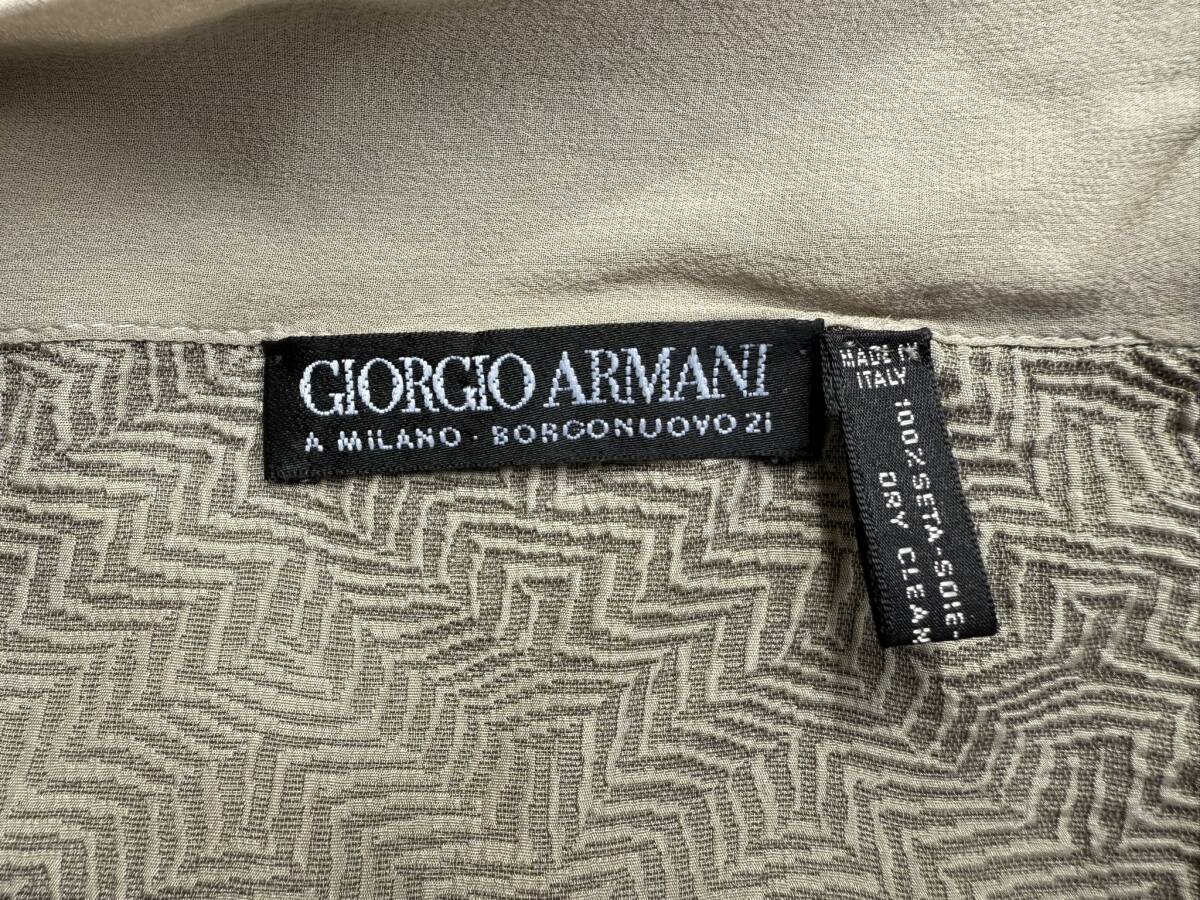 GIORGIO ARMANI
A MILANO · BORGONUOVO 21
MADE IN
ITALY
100% SETA-SOIE
DRY CLEAN